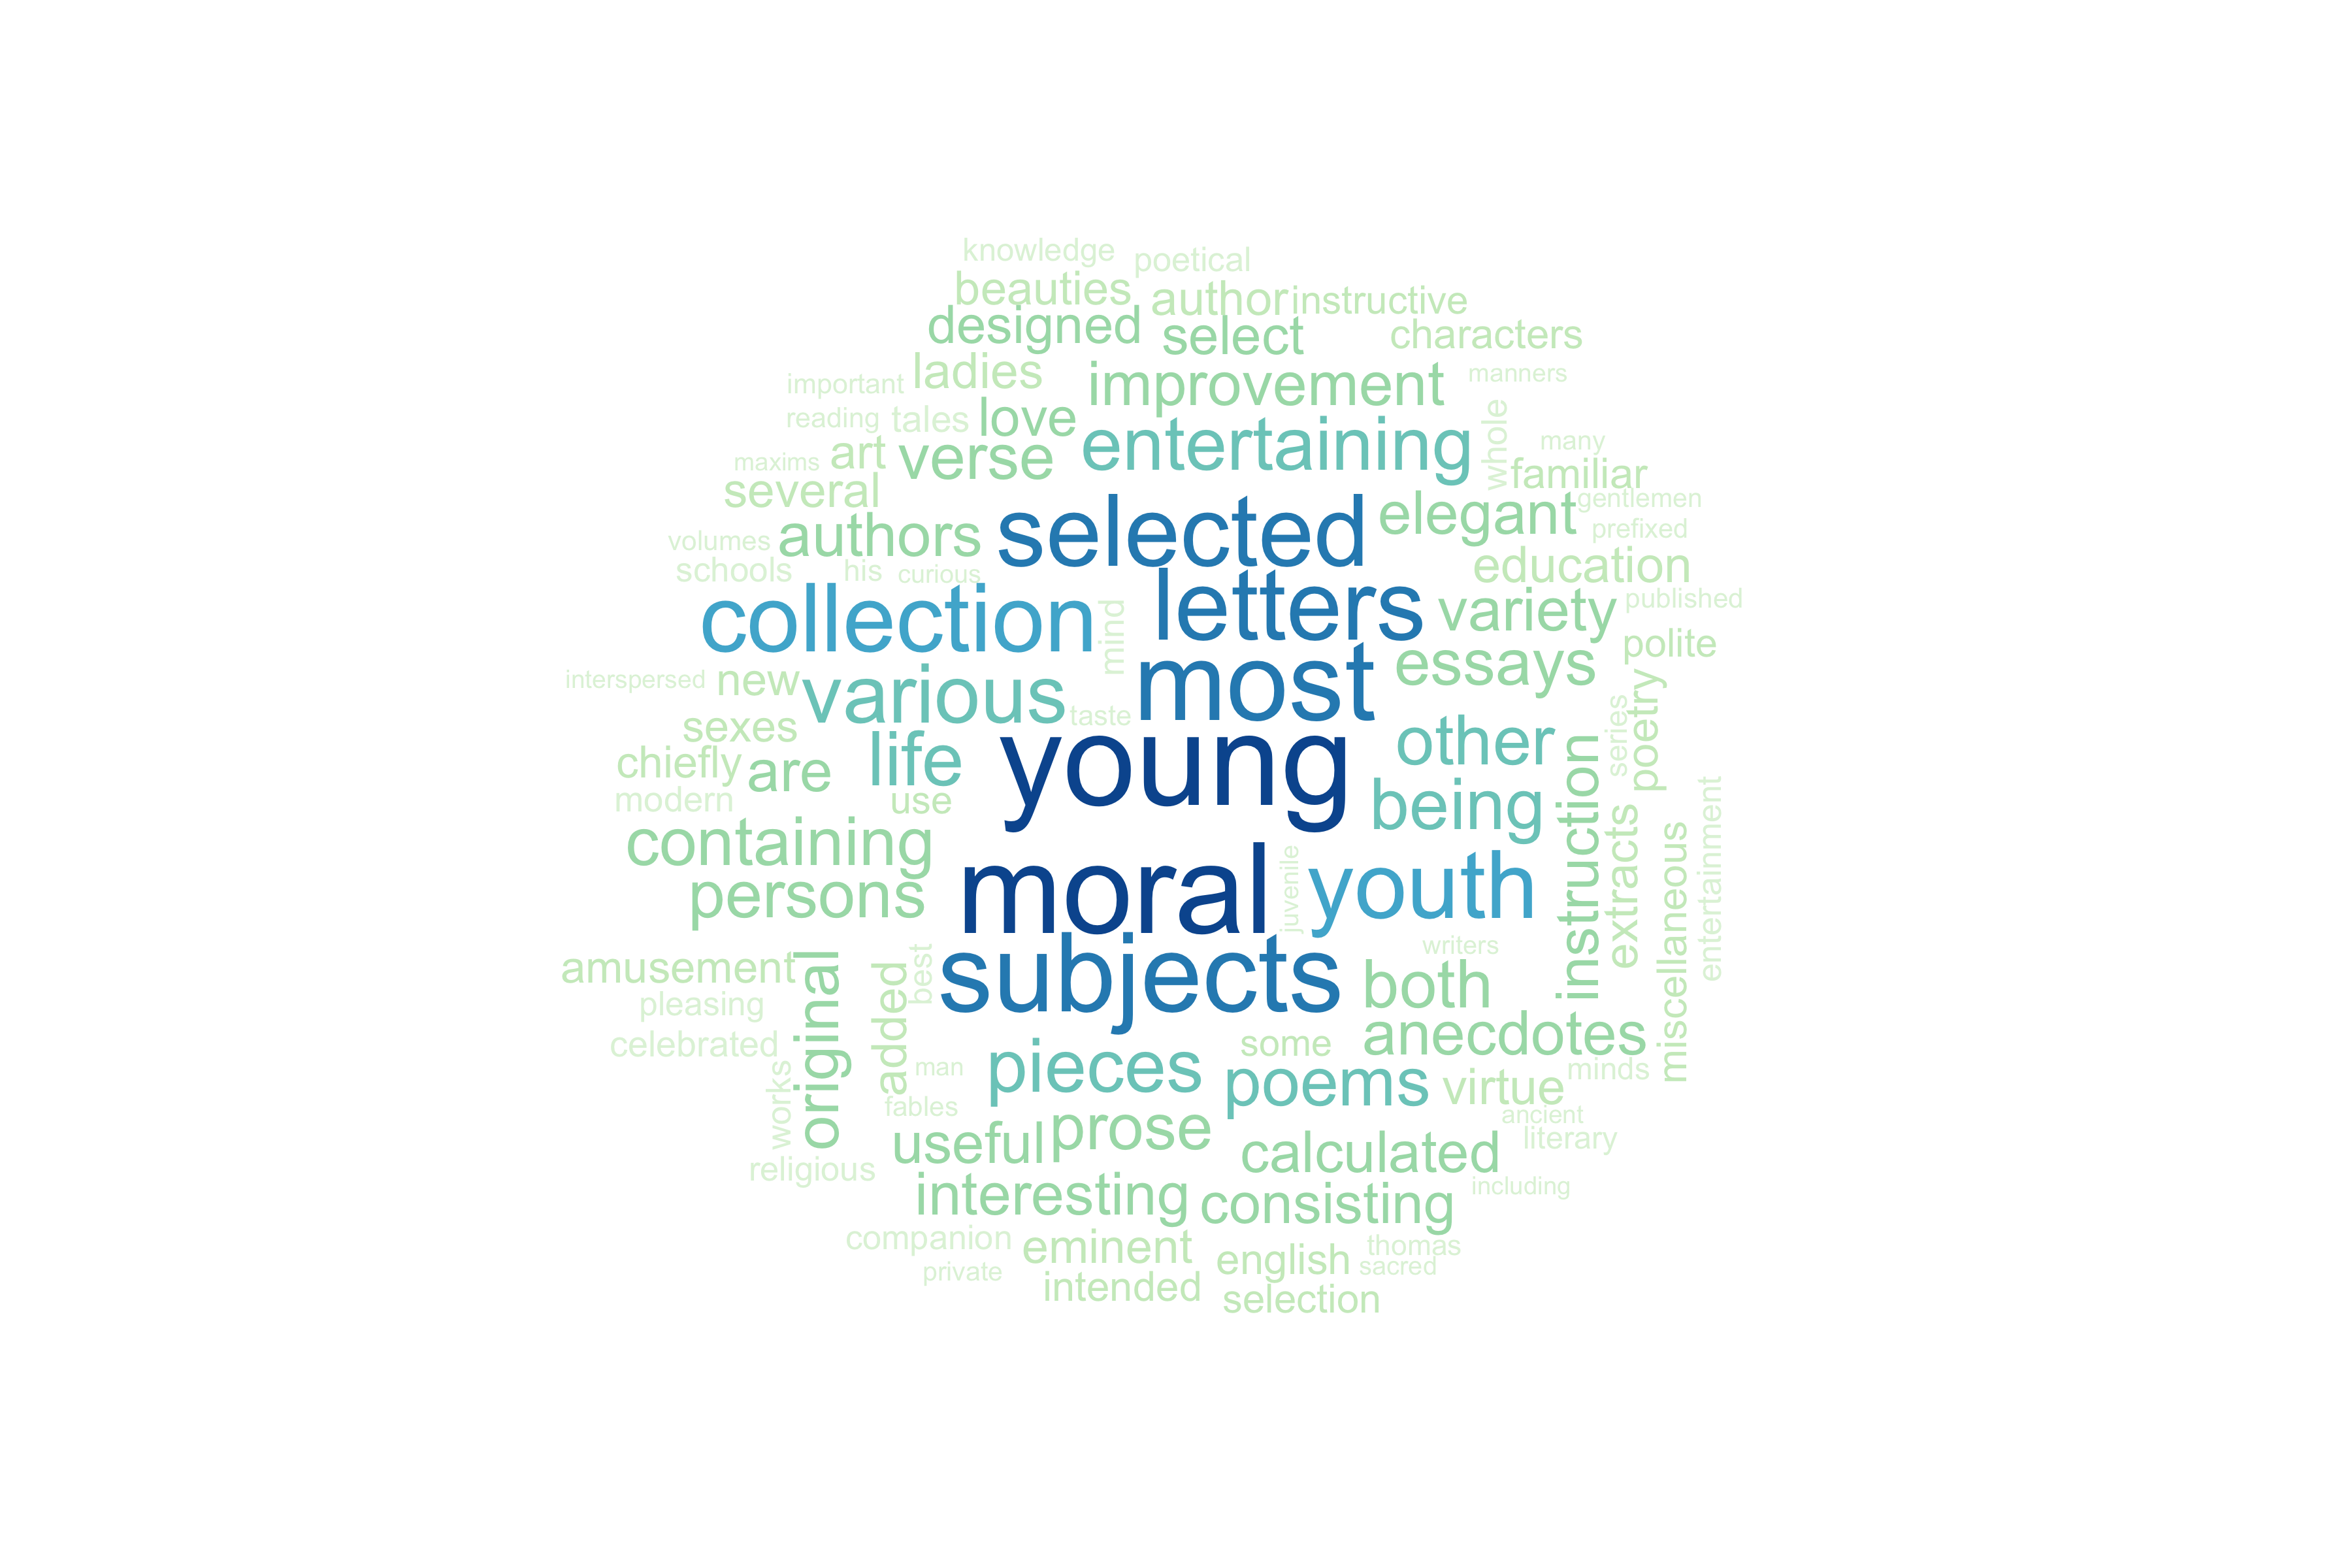 knowledge
poetical
beauties
author
instructive
designed
select
characters
ladies
improvement
important
manners
reading
tales
love
entertaining
whole
many
maxims
art
verse
familiar
several
selected
elegant
gentlemen
authors
prefixed
volumes
education
schools
his
curious
letters
collection
variety
published
mind
polite
essays
interspersed
new
various
most
taste
sexes
life
other
series
poetry
chiefly
are
young
modern
use
being
instruction
extracts
miscellaneous
entertainment
containing
persons
moral
juvenile
youth
writers
amusement
original
added
best
subjects
both
pleasing
celebrated
some
anecdotes
works
man
pieces
poems
virtue
minds
fables
ancient
useful
prose
calculated
literary
religious
interesting
consisting
including
companion
eminent
english
thomas
private
sacred
intended
selection